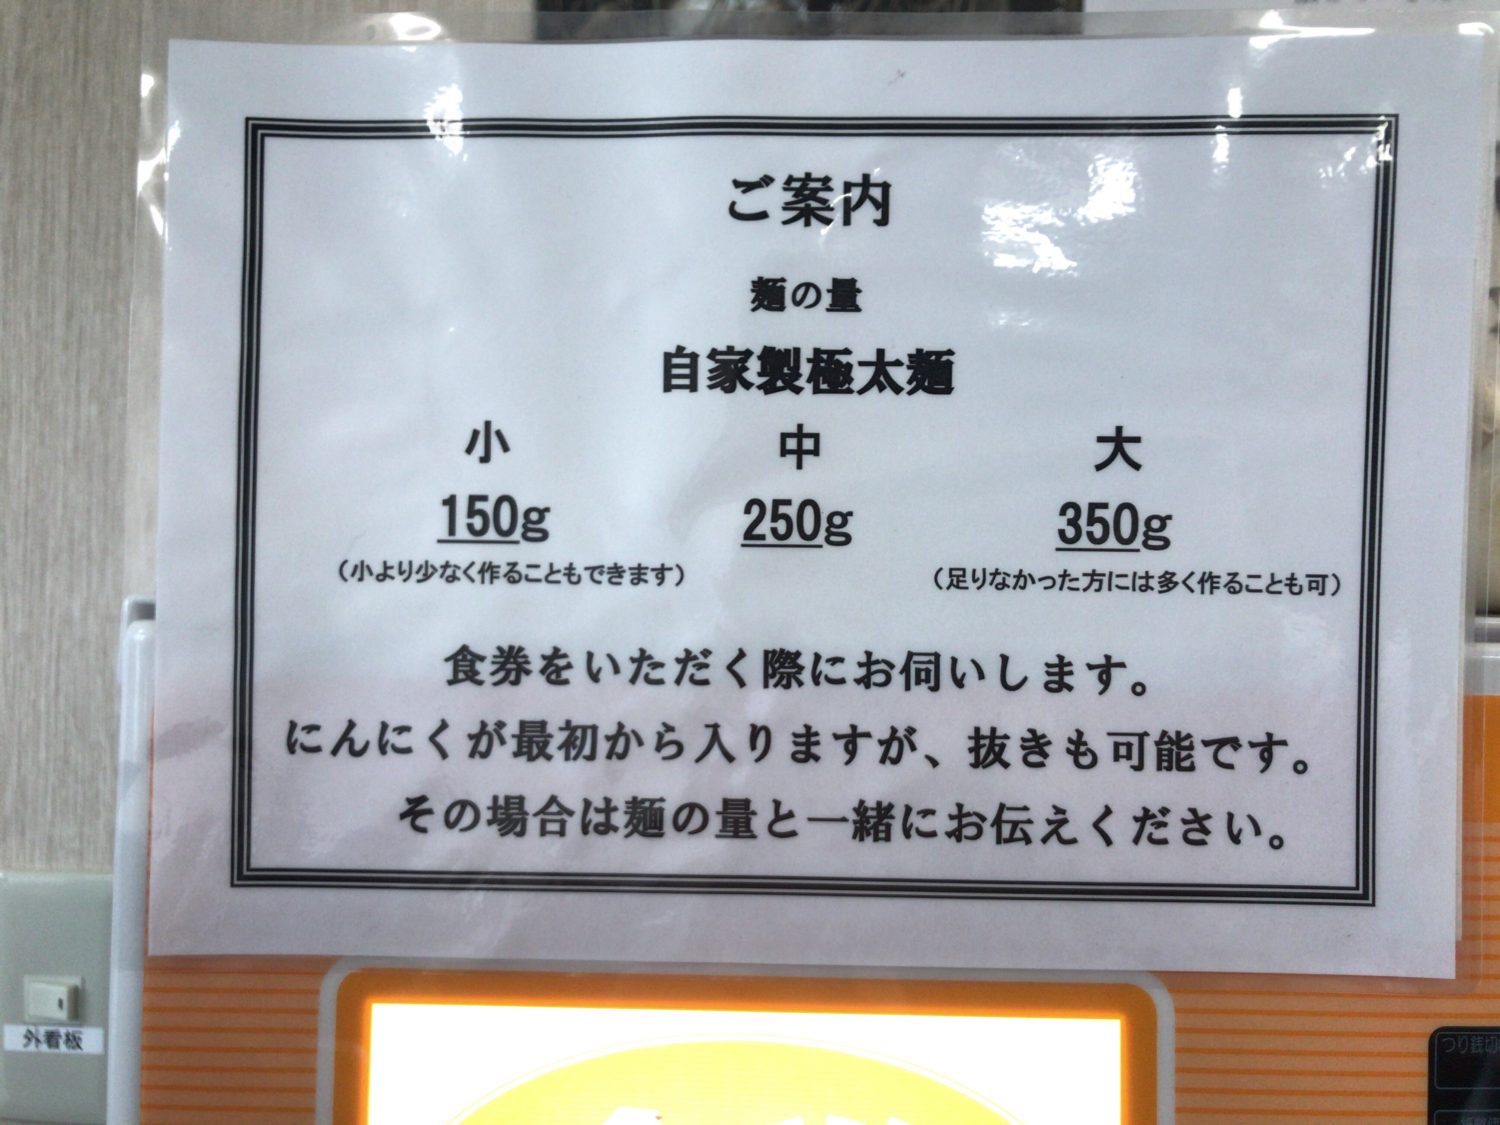 ご案内
麺の量
自家製極太麺
小 中 大
150g 250g 350g
（小より少なく作ることもできます） （足りなかった方には多く作ることも可）
食券をいただく際にお伺いします。
にんにくが最初から入りますが、抜きも可能です。
その場合は麺の量と一緒にお伝えください。
外看板
つり銭切